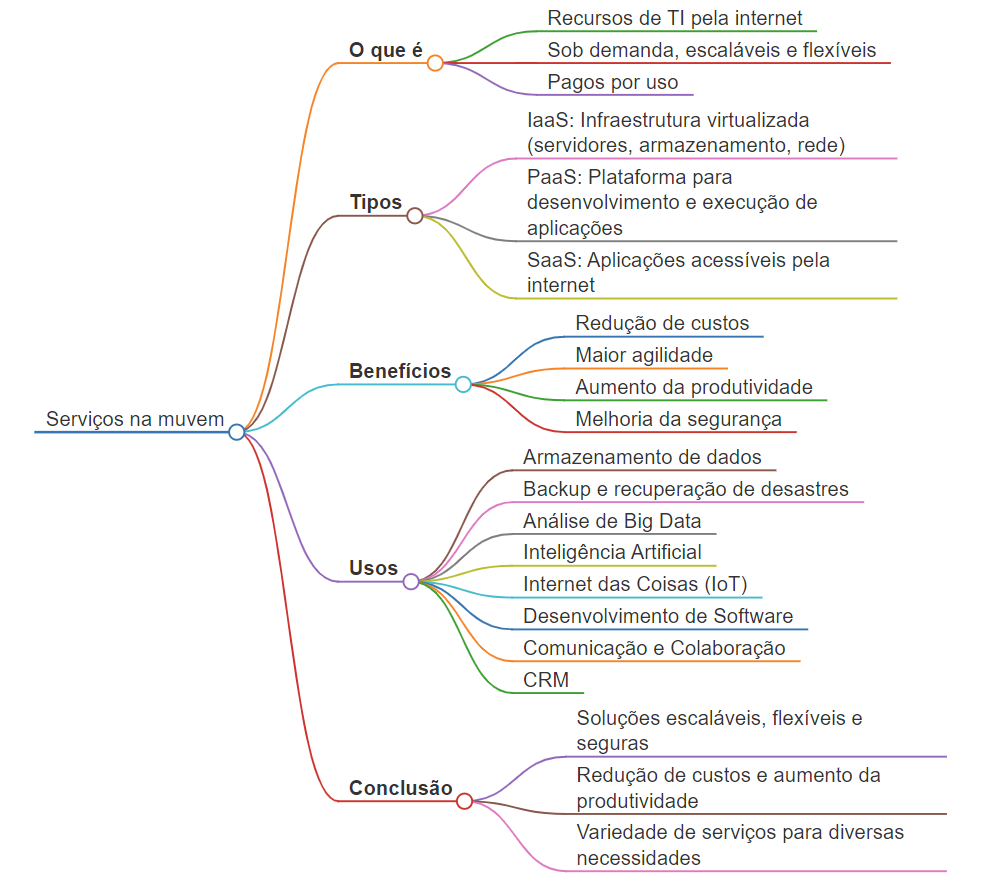 Serviços na muvem
O que é
Recursos de TI pela internet
Sob demanda, escaláveis e flexíveis
Pagos por uso
Tipos
IaaS: Infraestrutura virtualizada
(servidores, armazenamento, rede)
PaaS: Plataforma para
desenvolvimento e execução de
aplicações
SaaS: Aplicações acessíveis pela
internet
Benefícios
Redução de custos
Maior agilidade
Aumento da produtividade
Melhoria da segurança
Usos
Armazenamento de dados
Backup e recuperação de desastres
Análise de Big Data
Inteligência Artificial
Internet das Coisas (IoT)
Desenvolvimento de Software
Comunicação e Colaboração
CRM
Conclusão
Soluções escaláveis, flexíveis e
seguras
Redução de custos e aumento da
produtividade
Variedade de serviços para diversas
necessidades